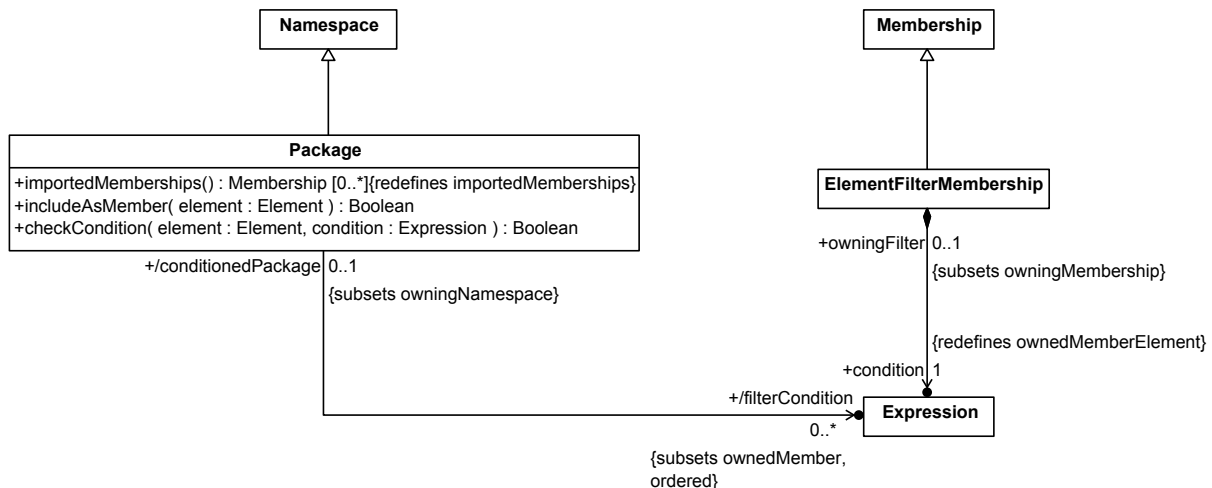 Namespace
Membership
Package
+importedMemberships() : Membership [0..*]{redefines importedMemberships}
+includeAsMember( element : Element ) : Boolean
+checkCondition( element : Element, condition : Expression ) : Boolean
ElementFilterMembership
+owningFilter 0..1
{subsets owningMembership}
+/conditionedPackage 0..1
{subsets owningNamespace}
{redefines ownedMemberElement}
+condition 1
+/filterCondition
Expression
0..*
{subsets ownedMember,
ordered}